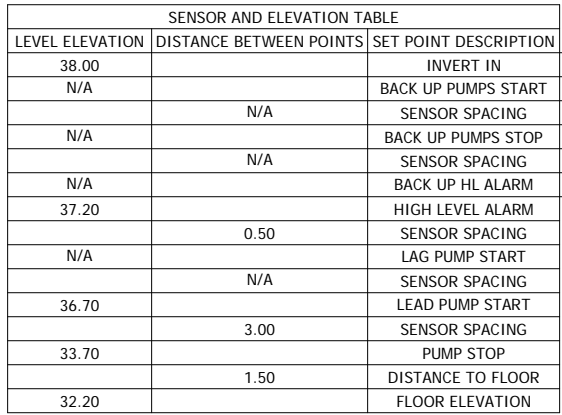 SENSOR AND ELEVATION TABLE
LEVEL ELEVATION DISTANCE BETWEEN POINTS SET POINT DESCRIPTION
38.00 INVERT IN
N/A BACK UP PUMPS START
N/A SENSOR SPACING
N/A BACK UP PUMPS STOP
N/A SENSOR SPACING
N/A BACK UP HL ALARM
37.20 HIGH LEVEL ALARM
0.50 SENSOR SPACING
N/A LAG PUMP START
N/A SENSOR SPACING
36.70 LEAD PUMP START
3.00 SENSOR SPACING
33.70 PUMP STOP
1.50 DISTANCE TO FLOOR
32.20 FLOOR ELEVATION